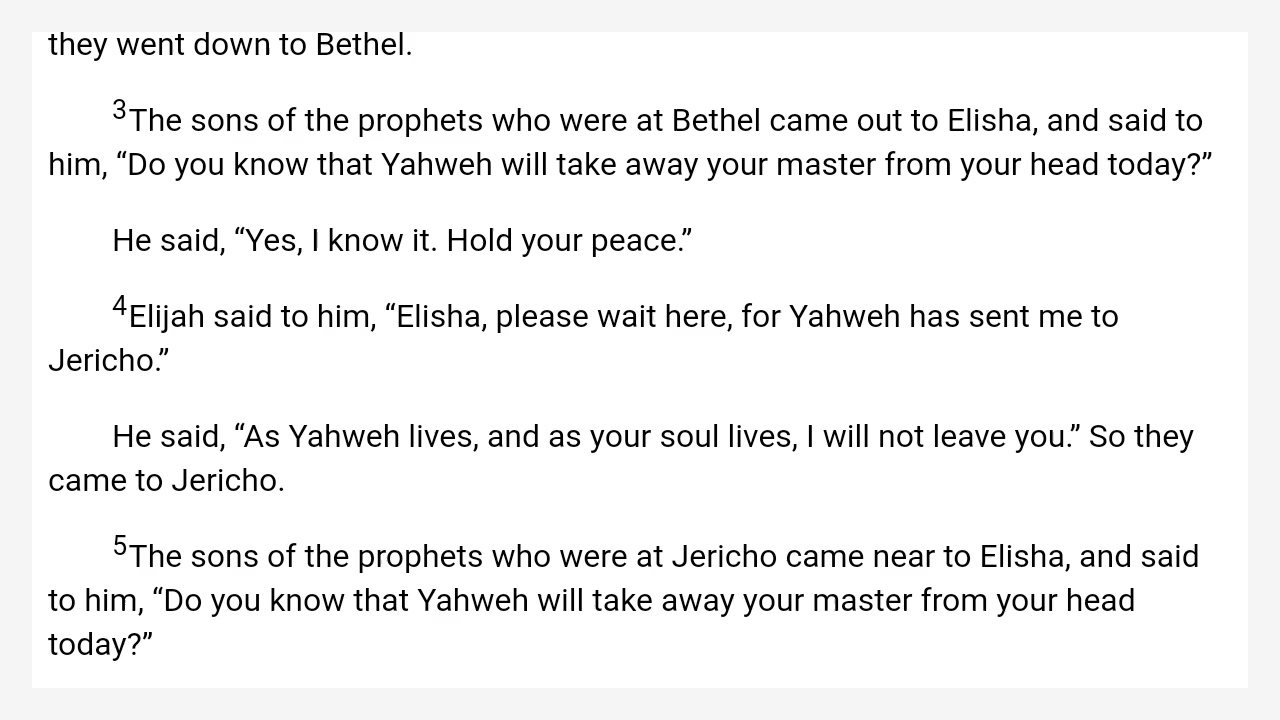 they went down to Bethel.
3The sons of the prophets who were at Bethel came out to Elisha, and said to
him, “Do you know that Yahweh will take away your master from your head today?”
He said, “Yes, I know it. Hold your peace.”
4Elijah said to him, “Elisha, please wait here, for Yahweh has sent me to
Jericho.”
He said, “As Yahweh lives, and as your soul lives, I will not leave you.” So they
came to Jericho.
5The sons of the prophets who were at Jericho came near to Elisha, and said
to him, “Do you know that Yahweh will take away your master from your head
today?”